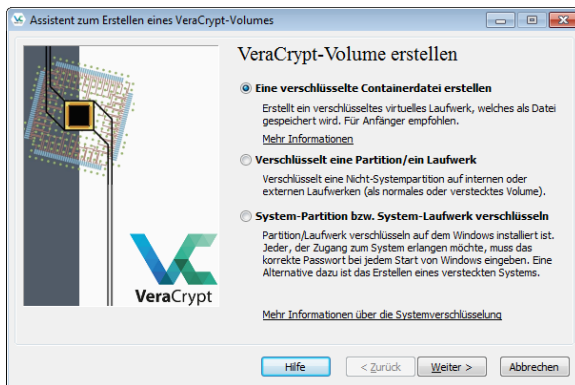 Assistent zum Erstellen eines VeraCrypt-Volumes
VeraCrypt-Volume erstellen
Eine verschlüsselte Containerdatei erstellen
Erstellt ein verschlüsseltes virtuelles Laufwerk, welches als Datei
gespeichert wird. Für Anfänger empfohlen.
Mehr Informationen
Verschlüsselt eine Partition/ein Laufwerk
Verschlüsselt eine Nicht-Systempartition auf internen oder
externen Laufwerken (als normales oder verstecktes Volume).
System-Partition bzw. System-Laufwerk verschlüsseln
Partition/Laufwerk verschlüsseln auf dem Windows installiert ist.
Jeder, der Zugang zum System erlangen möchte, muss das
korrekte Passwort bei jedem Start von Windows eingeben. Eine
Alternative dazu ist das Erstellen eines versteckten Systems.
Mehr Informationen über die Systemverschlüsselung
VeraCrypt
Hilfe < Zurück Weiter > Abbrechen